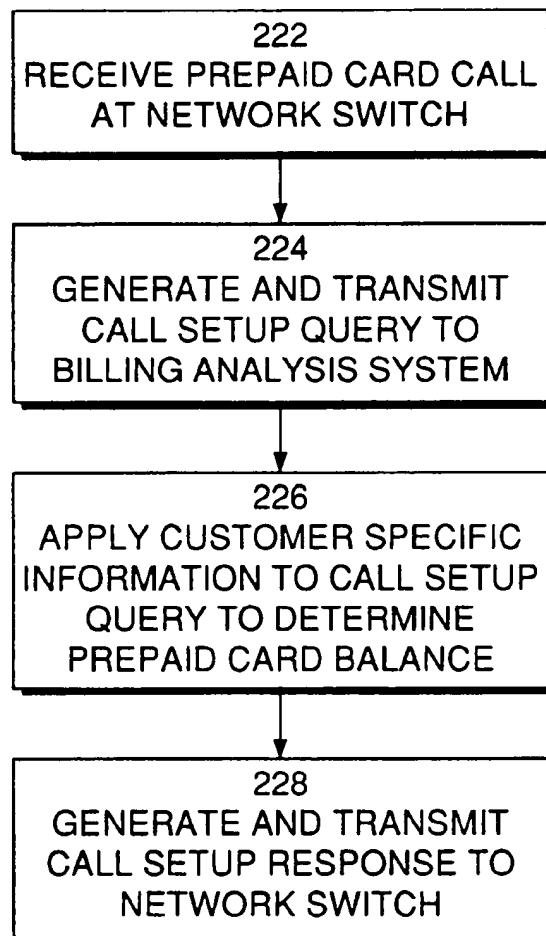 222
RECEIVE PREPAID CARD CALL
AT NETWORK SWITCH
224
GENERATE AND TRANSMIT
CALL SETUP QUERY TO
BILLING ANALYSIS SYSTEM
226
APPLY CUSTOMER SPECIFIC
INFORMATION TO CALL SETUP
QUERY TO DETERMINE
PREPAID CARD BALANCE
228
GENERATE AND TRANSMIT
CALL SETUP RESPONSE TO
NETWORK SWITCH